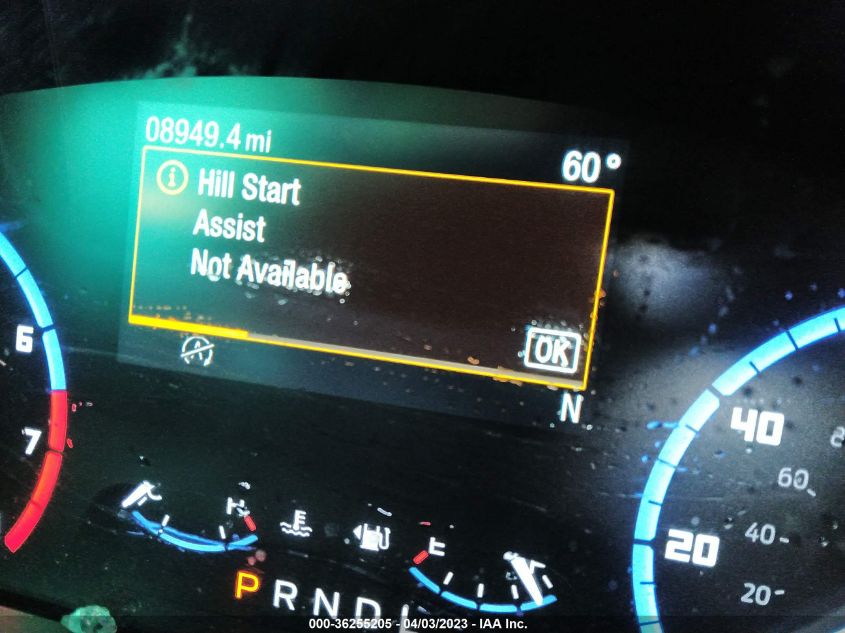 08949.4 mi
60°
Hill Start
Assist
Not Available
OK
N
6
7
H
E
P R N D L
40
20
60
40
20
000-36255205 - 04/03/2023 - IAA Inc.